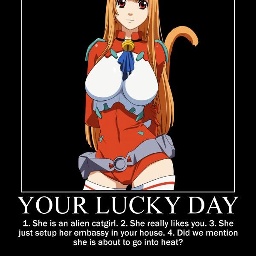 YOUR LUCKY DAY
1. She is an alien catgirl. 2. She really likes you. 3. She
just setup her embassy in your house. 4. Did we mention
she is about to go into heat?